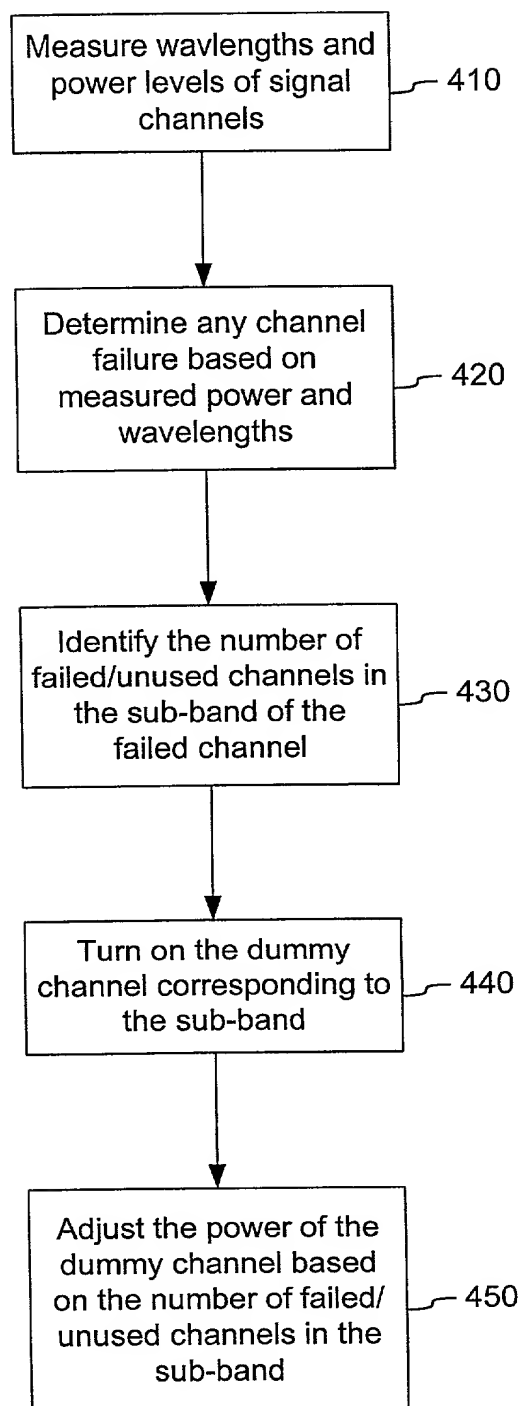 Measure wavlengths and
power levels of signal
channels
410
Determine any channel
failure based on
measured power and
wavelengths
420
Identify the number of
failed/unused channels in
the sub-band of the
failed channel
430
Turn on the dummy
channel corresponding to
the sub-band
440
Adjust the power of the
dummy channel based
on the number of failed/
unused channels in the
sub-band
450